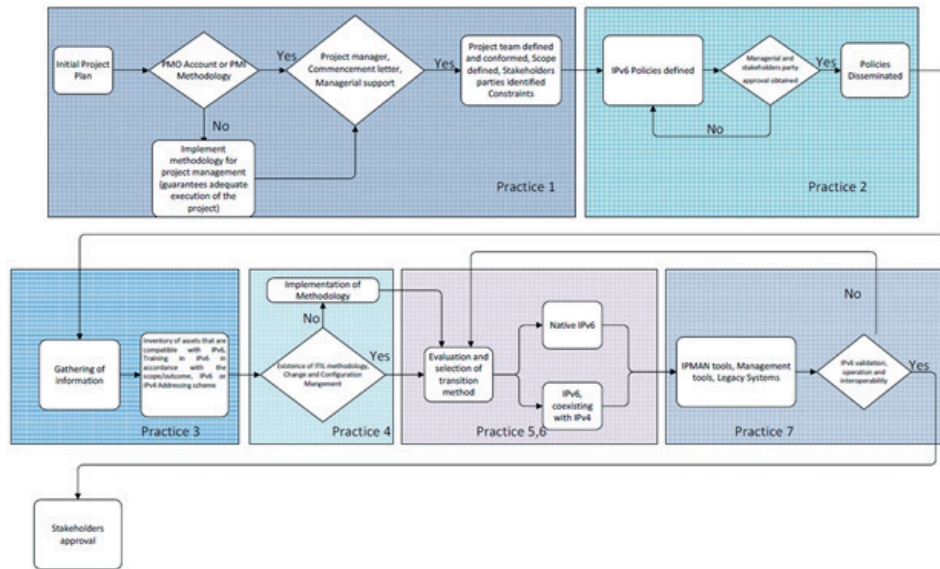 Initial Project
Plan
PMO Account or PMI
Methodology
Yes
No
Implement
methodology for
project management
(guarantees adequate
execution of the
project)
Project manager,
Commencement letter,
Managerial support
Yes
Project team defined
and conformed, Scope
defined, Stakeholders
parties identified
Constraints
Practice 1
IPv6 Policies defined
Managerial and
stakeholders party
approval obtained
Yes
No
Policies
Disseminated
Practice 2
Gathering of
information
Inventory of assets that are
compatible with IPv6,
Training in IPv6 in
accordance with the
scope/outcome, IPv6 or
IPv4 Addressing scheme
Practice 3
Implementation of
Methodology
No
Existence of ITIL methodology,
Change and Configuration
Mangement
Yes
Practice 4
Evaluation and
selection of
transition
method
Native IPv6
IPv6,
coexisting
with IPv4
Practice 5,6
IPMAN tools, Management
tools, Legacy Systems
No
IPv6 validation,
operation and
interoperability
Yes
Practice 7
Stakeholders
approval